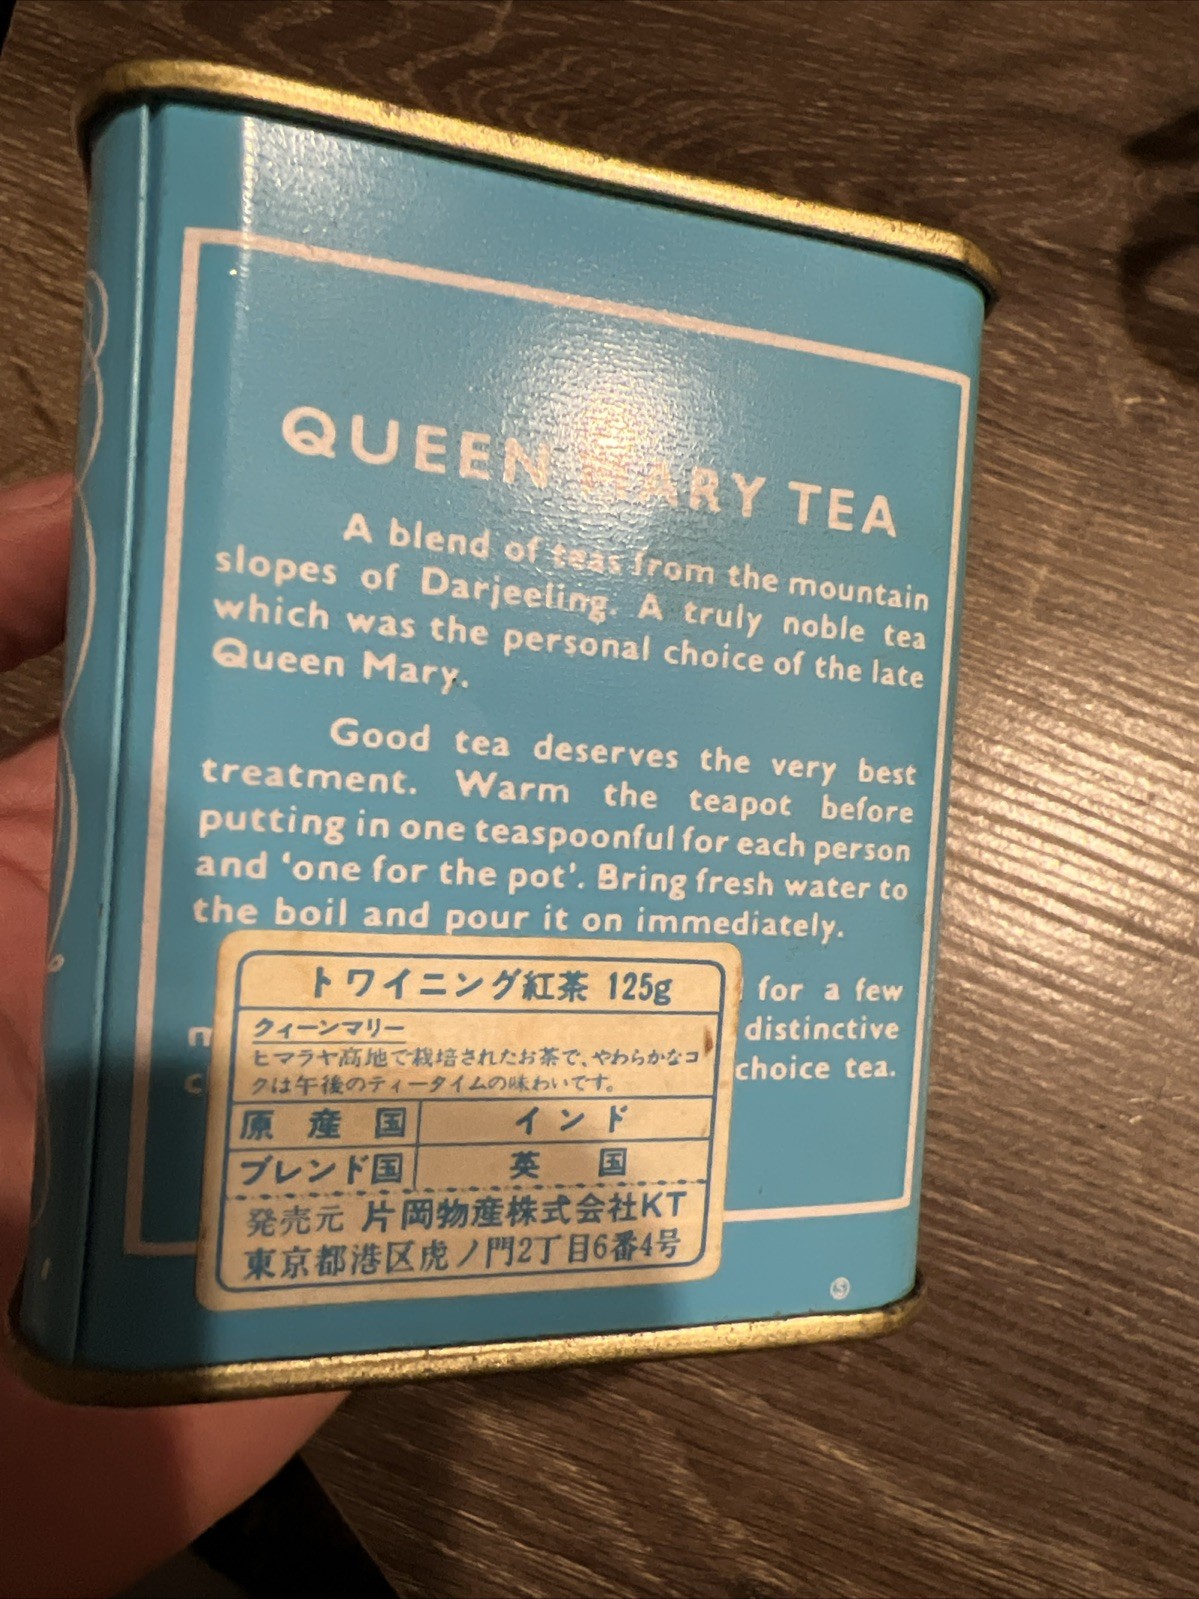 QUEEN MARY TEA
A blend of teas from the mountain
slopes of Darjeeling. A truly noble tea
which was the personal choice of the late
Queen Mary.
Good tea deserves the very best
treatment. Warm the teapot before
putting in one teaspoonful for each person
and ‘one for the pot’. Bring fresh water to
the boil and pour it on immediately.
for a few
distinctive
choice tea.
トワイニング紅茶 125g
クィーンマリー
ヒマラヤ高地で栽培されたお茶で、やわらかなコ
クは午後のティータイムの味わいです。
原産国 インド
ブレンド国 英国
発売元 片岡物産株式会社KT
東京都港区虎ノ門2丁目6番4号
Ⓢ